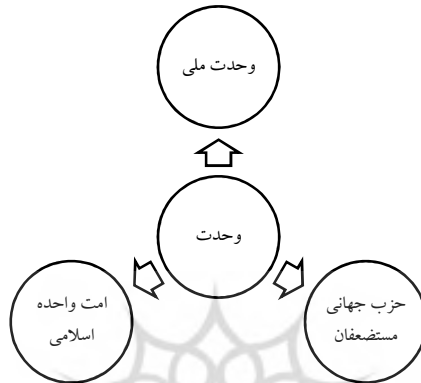 وحدت ملی
وحدت
حزب جهانی
مستضعفان
امت واحده
اسلامی